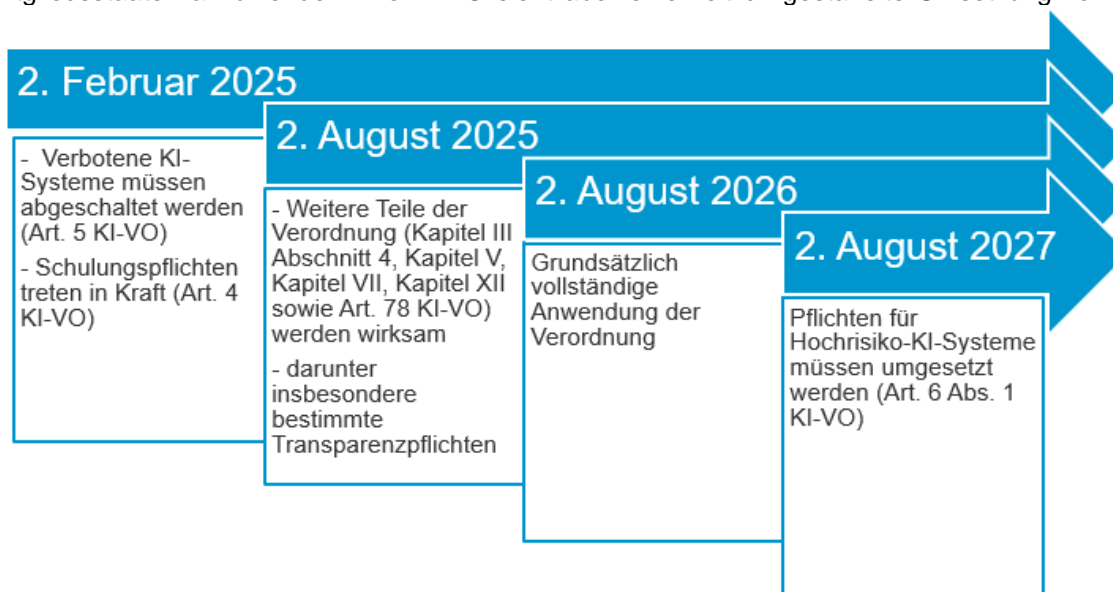 2. Februar 2025
- Verbotene KI-
Systeme müssen
abgeschaltet werden
(Art. 5 KI-VO)
- Schulungspflichten
treten in Kraft (Art. 4
KI-VO)
2. August 2025
- Weitere Teile der
Verordnung (Kapitel III
Abschnitt 4, Kapitel V,
Kapitel VII, Kapitel XII
sowie Art. 78 KI-VO)
werden wirksam
- darunter
insbesondere
bestimmte
Transparenzpflichten
2. August 2026
Grundsätzlich
vollständige
Anwendung der
Verordnung
2. August 2027
Pflichten für
Hochrisiko-KI-Systeme
müssen umgesetzt
werden (Art. 6 Abs. 1
KI-VO)